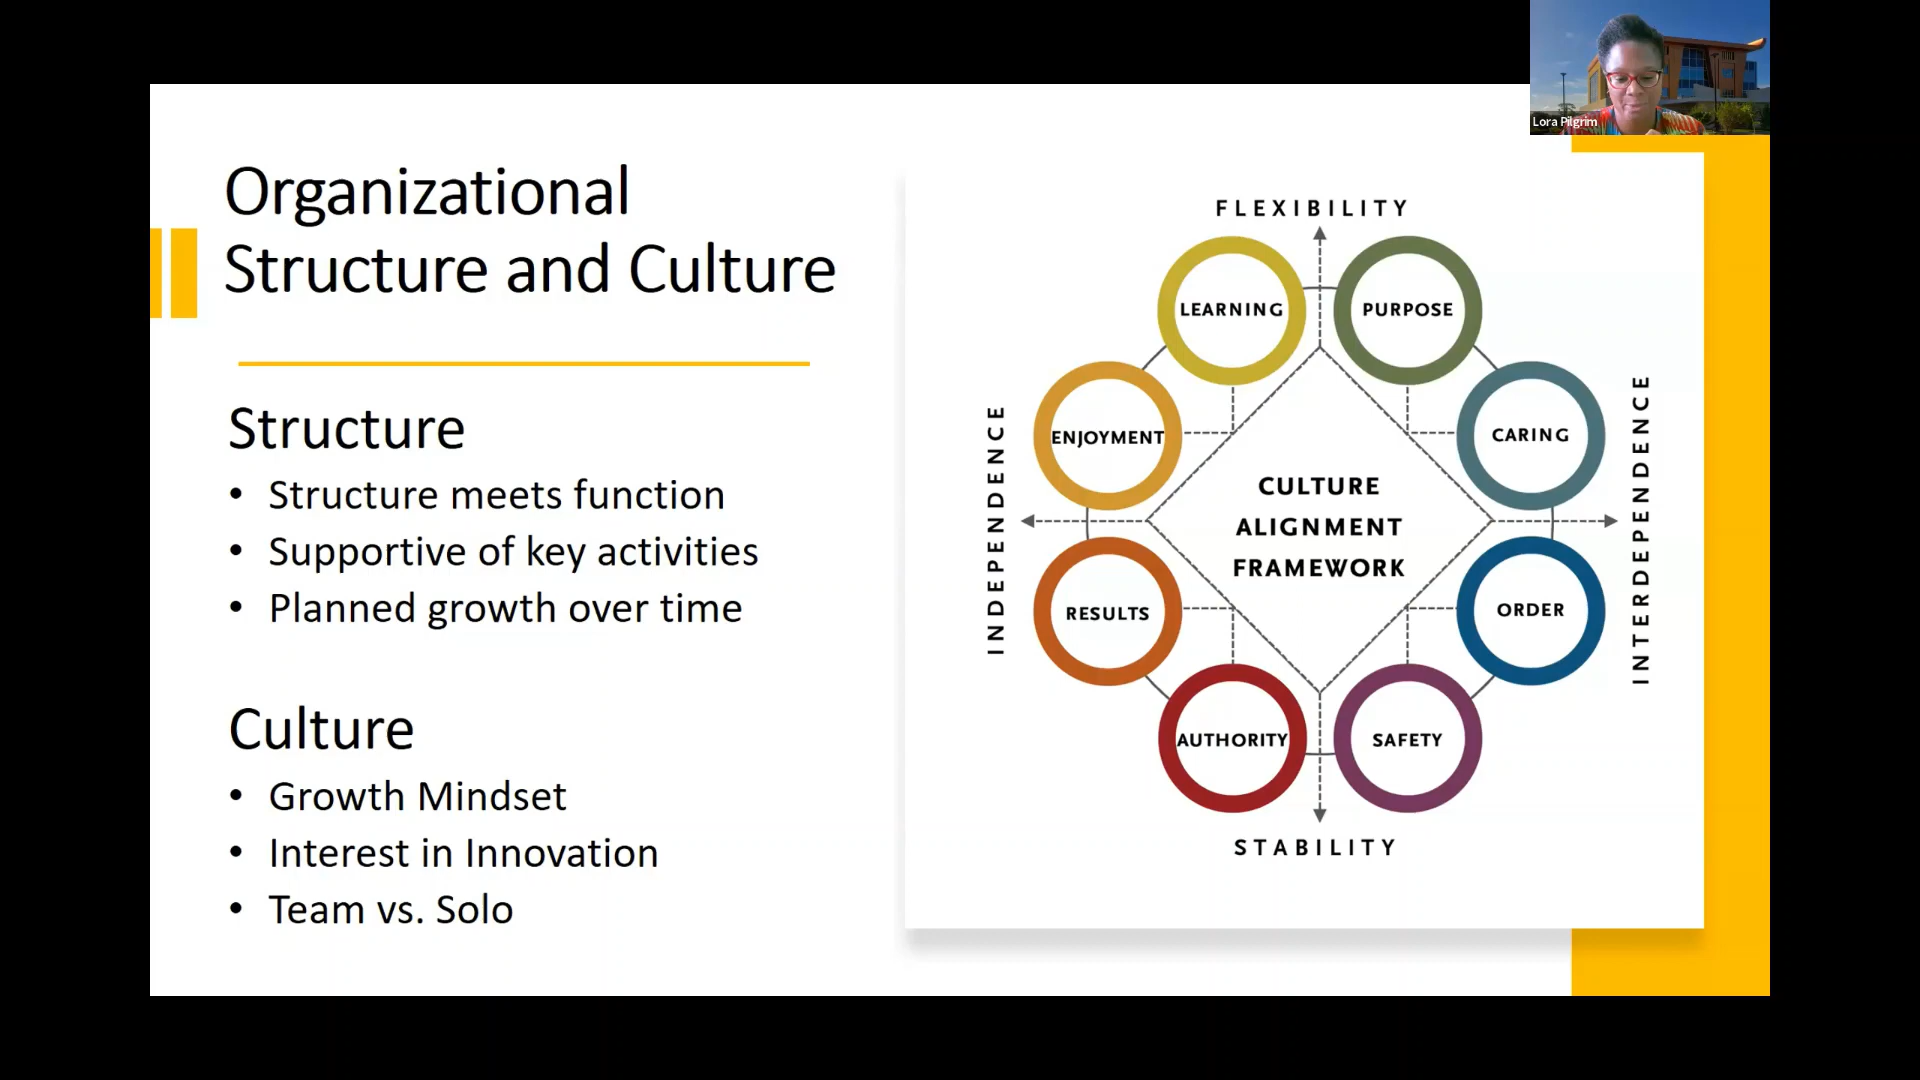 Lora Pilgrim
Organizational
Structure and Culture
Structure
• Structure meets function
• Supportive of key activities
• Planned growth over time
Culture
• Growth Mindset
• Interest in Innovation
• Team vs. Solo
FLEXIBILITY
LEARNING
PURPOSE
ENJOYMENT
CARING
INDEPENDENCE
INTERDEPENDENCE
CULTURE
ALIGNMENT
FRAMEWORK
RESULTS
ORDER
AUTHORITY
SAFETY
STABILITY